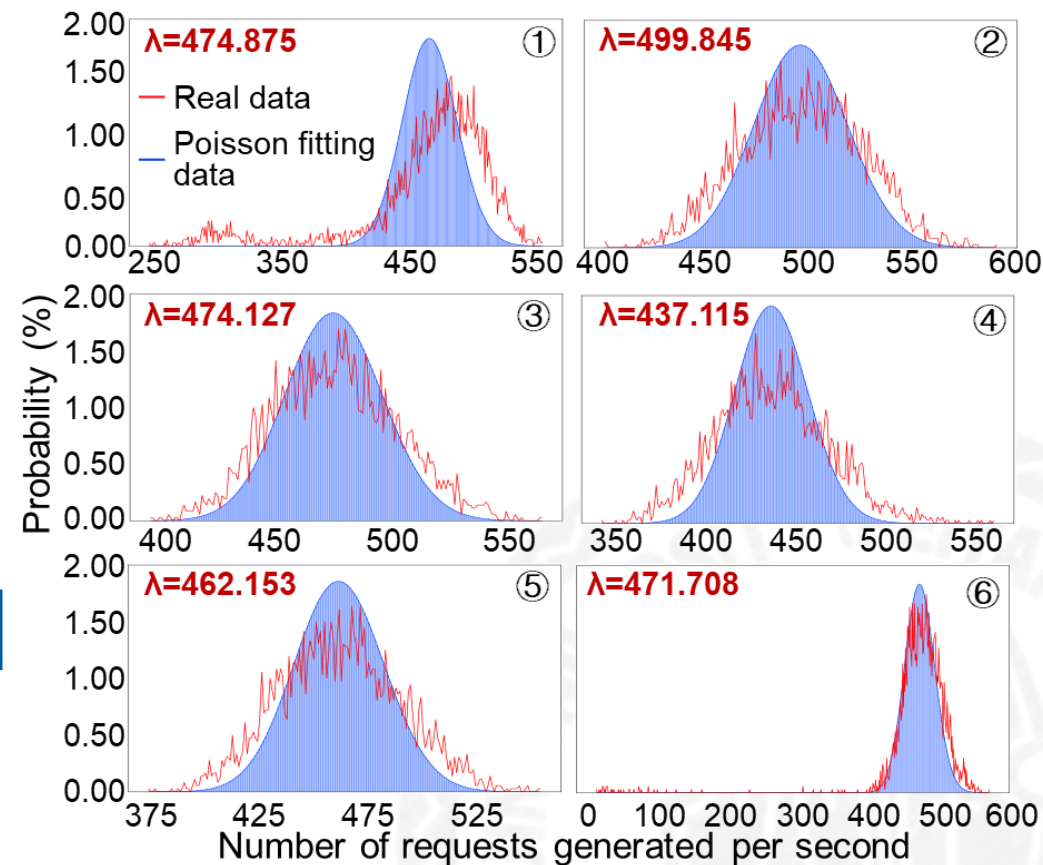 2.00
1.50
1.00
0.50
0.00
λ=474.875
①
Real data
Poisson fitting
data
250 350 450 550
λ=499.845
②
400 450 500 550 600
Probability (%)
2.00
1.50
1.00
0.50
0.00
λ=474.127
③
400 450 500 550
λ=437.115
④
350 400 450 500 550
2.00
1.50
1.00
0.50
0.00
λ=462.153
⑤
375 425 475 525
λ=471.708
⑥
0 100 200 300 400 500 600
Number of requests generated per second